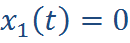 x₁(t) = 0